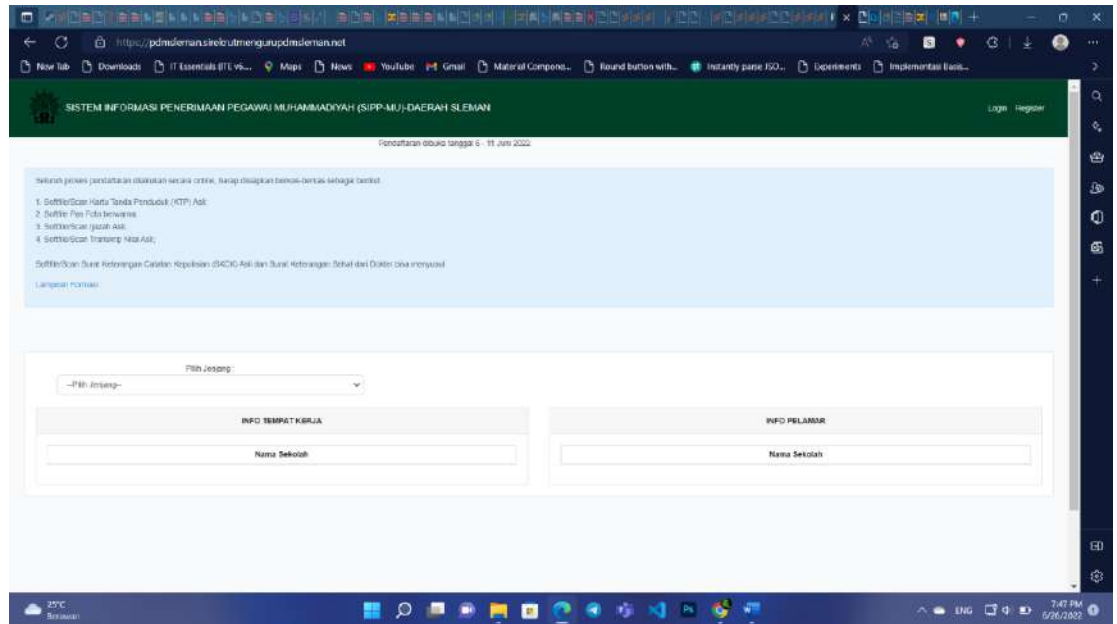 https://pdmsleman.sirekrutmengurupdmsleman.net
New Tab Downloads IT Essentials (ITE v6... Maps News YouTube Gmail Material Compone... Round button with... Instantly parse ISO... Experiments Implementasi Basis...
SISTEM INFORMASI PENERIMAAN PEGAWAI MUHAMMADIYAH (SIPP-MU)-DAERAH SLEMAN
Login Register
Pendaftaran dibuka tanggal 6 - 11 Juni 2022
Seluruh proses pendaftaran dilakukan secara online, harap disiapkan berkas-berkas sebagai berikut
1. Softfile/Scan Kartu Tanda Penduduk (KTP) Asli;
2. Softfile Pas Foto berwarna;
3. Softfile/Scan Ijazah Asli;
4. Softfile/Scan Transkrip Nilai Asli;
Softfile/Scan Surat Keterangan Catatan Kepolisian (SKCK) Asli dan Surat Keterangan Sehat dari Dokter bisa menyusul
Lampiran Formasi
Pilih Jenjang :
--Pilih Jenjang--
INFO TEMPAT KERJA
INFO PELAMAR
Nama Sekolah
Nama Sekolah
25°C
Berawan
ENG
7:47 PM
6/26/2022